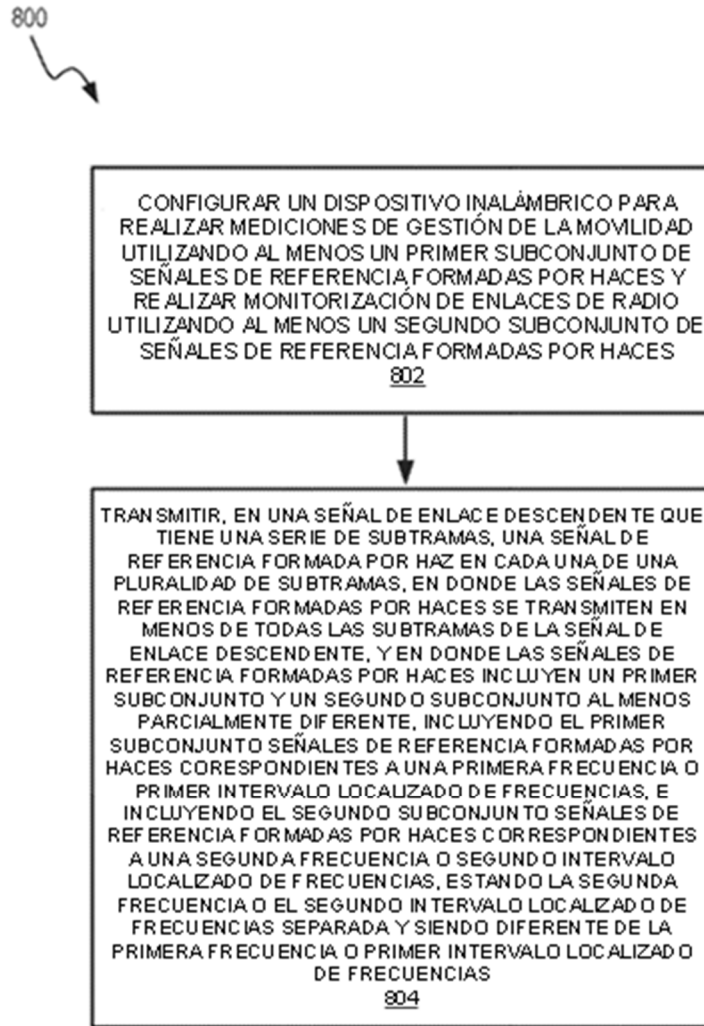 800
CONFIGURAR UN DISPOSITIVO INALÁMBRICO PARA
REALIZAR MEDICIONES DE GESTIÓN DE LA MOVILIDAD
UTILIZANDO AL MENOS UN PRIMER SUBCONJUNTO DE
SEÑALES DE REFERENCIA FORMADAS POR HACES Y
REALIZAR MONITORIZACIÓN DE ENLACES DE RADIO
UTILIZANDO AL MENOS UN SEGUNDO SUBCONJUNTO DE
SEÑALES DE REFERENCIA FORMADAS POR HACES
802
TRANSMITIR, EN UNA SEÑAL DE ENLACE DESCENDENTE QUE
TIENE UNA SERIE DE SUBTRAMAS, UNA SEÑAL DE
REFERENCIA FORMADA POR HAZ EN CADA UNA DE UNA
PLURALIDAD DE SUBTRAMAS, EN DONDE LAS SEÑALES DE
REFERENCIA FORMADAS POR HACES SE TRANSMITEN EN
MENOS DE TODAS LAS SUBTRAMAS DE LA SEÑAL DE
ENLACE DESCENDENTE, Y EN DONDE LAS SEÑALES DE
REFERENCIA FORMADAS POR HACES INCLUYEN UN PRIMER
SUBCONJUNTO Y UN SEGUNDO SUBCONJUNTO AL MENOS
PARCIALMENTE DIFERENTE, INCLUYENDO EL PRIMER
SUBCONJUNTO SEÑALES DE REFERENCIA FORMADAS POR
HACES CORESPONDIENTES A UNA PRIMERA FRECUENCIA O
PRIMER INTERVALO LOCALIZADO DE FRECUENCIAS, E
INCLUYENDO EL SEGUNDO SUBCONJUNTO SEÑALES DE
REFERENCIA FORMADAS POR HACES CORRESPONDIENTES
A UNA SEGUNDA FRECUENCIA O SEGUNDO INTERVALO
LOCALIZADO DE FRECUENCIAS, ESTANDO LA SEGUNDA
FRECUENCIA O EL SEGUNDO INTERVALO LOCALIZADO DE
FRECUENCIAS SEPARADA Y SIENDO DIFERENTE DE LA
PRIMERA FRECUENCIA O PRIMER INTERVALO LOCALIZADO
DE FRECUENCIAS
804